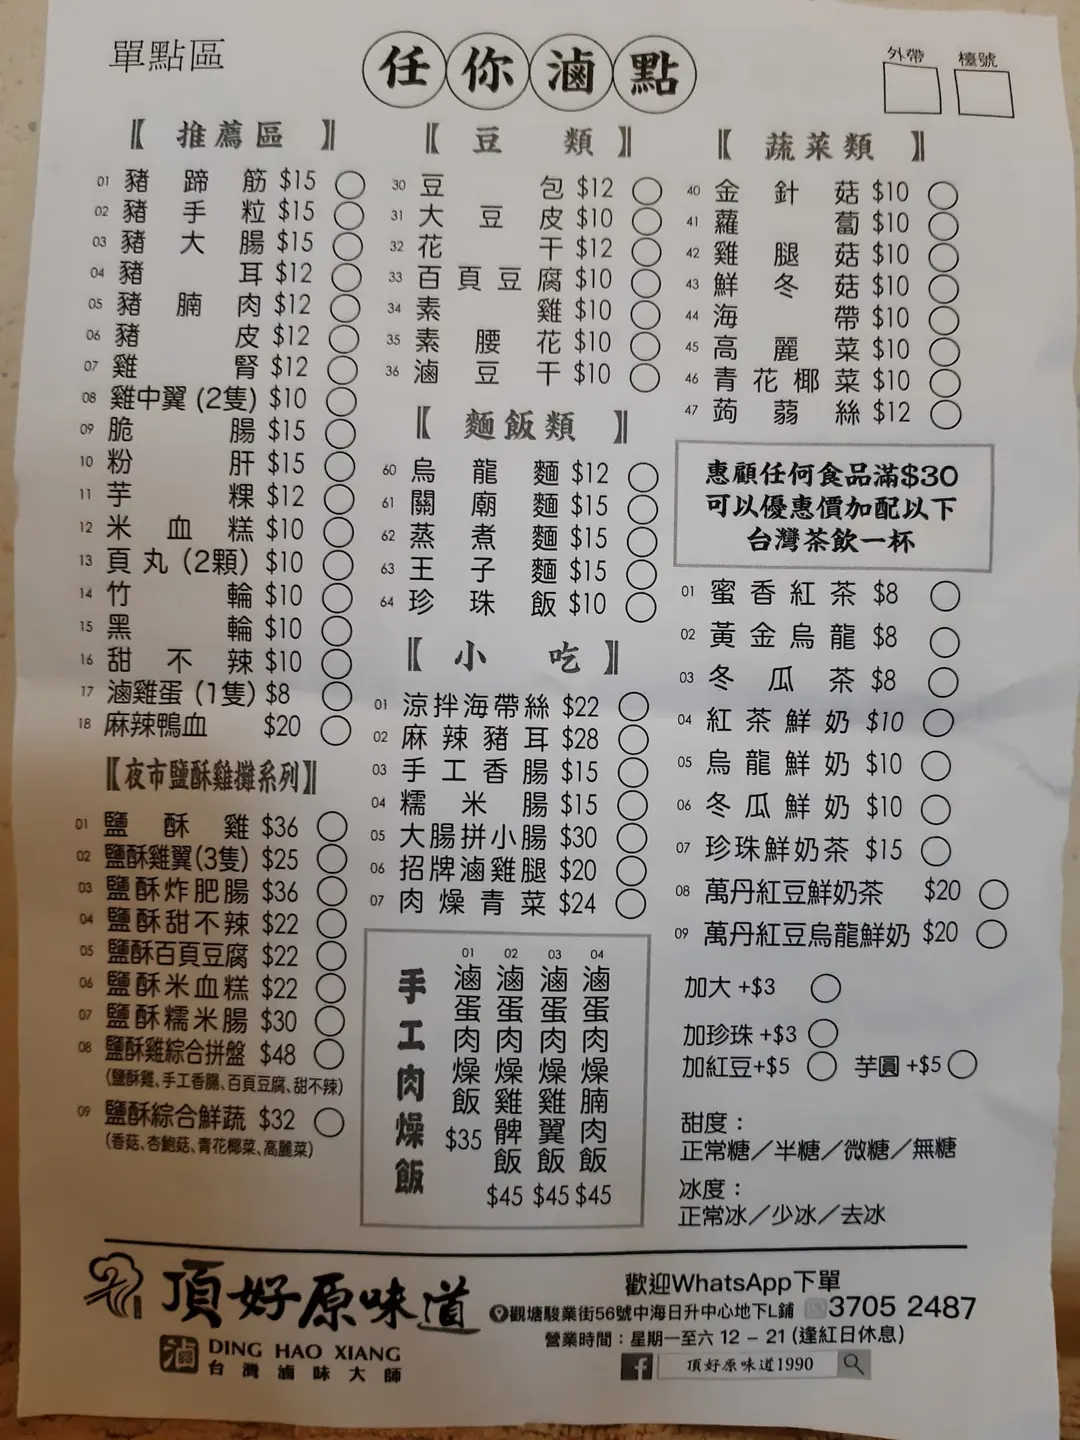 單點區
任你滷點
外帶 檯號
【 推薦區 】
01 豬蹄筋 $15
02 豬手粒 $15
03 豬大腸 $15
04 豬耳 $12
05 豬腩肉 $12
06 豬皮 $12
07 雞腎 $12
08 雞中翼 (2隻) $10
09 脆腸 $15
10 粉肝 $15
11 芋粿 $12
12 米血糕 $10
13 貢丸 (2顆) $10
14 竹輪 $10
15 黑輪 $10
16 甜不辣 $10
17 滷雞蛋 (1隻) $8
18 麻辣鴨血 $20
【夜市鹽酥雞攤系列】
01 鹽酥雞 $36
02 鹽酥雞翼(3隻) $25
03 鹽酥炸肥腸 $36
04 鹽酥甜不辣 $22
05 鹽酥百頁豆腐 $22
06 鹽酥米血糕 $22
07 鹽酥糯米腸 $30
08 鹽酥雞綜合拼盤 $48
(鹽酥雞、手工香腸、百頁豆腐、甜不辣)
09 鹽酥綜合鮮蔬 $32
(香菇、杏鮑菇、青花椰菜、高麗菜)
【 豆類 】
30 豆包 $12
31 大豆皮 $10
32 花干 $12
33 百頁豆腐 $10
34 素雞 $10
35 素腰花 $10
36 滷豆干 $10
【 麵飯類 】
60 烏龍麵 $12
61 關廟麵 $15
62 蒸煮麵 $15
63 王子麵 $15
64 珍珠飯 $10
【 小吃 】
01 涼拌海帶絲 $22
02 麻辣豬耳 $28
03 手工香腸 $15
04 糯米腸 $15
05 大腸拼小腸 $30
06 招牌滷雞腿 $20
07 肉燥青菜 $24
手工肉燥飯
01 滷蛋肉燥飯 $35
02 滷蛋肉燥雞髀飯 $45
03 滷蛋肉燥雞翼飯 $45
04 滷蛋肉燥腩肉飯 $45
【 蔬菜類 】
40 金針菇 $10
41 蘿蔔 $10
42 雞腿菇 $10
43 鮮冬菇 $10
44 海帶 $10
45 高麗菜 $10
46 青花椰菜 $10
47 蒟蒻絲 $12
惠顧任何食品滿$30
可以優惠價加配以下
台灣茶飲一杯
01 蜜香紅茶 $8
02 黃金烏龍 $8
03 冬瓜茶 $8
04 紅茶鮮奶 $10
05 烏龍鮮奶 $10
06 冬瓜鮮奶 $10
07 珍珠鮮奶茶 $15
08 萬丹紅豆鮮奶茶 $20
09 萬丹紅豆烏龍鮮奶 $20
加大 +$3
加珍珠 +$3
加紅豆+$5 芋圓 +$5
甜度：
正常糖／半糖／微糖／無糖
冰度：
正常冰／少冰／去冰
頂好原味道
滷 DING HAO XIANG
台灣滷味大師
歡迎WhatsApp下單
觀塘駿業街56號中海日升中心地下L鋪 3705 2487
營業時間：星期一至六 12 – 21 (逢紅日休息)
f 頂好原味道1990